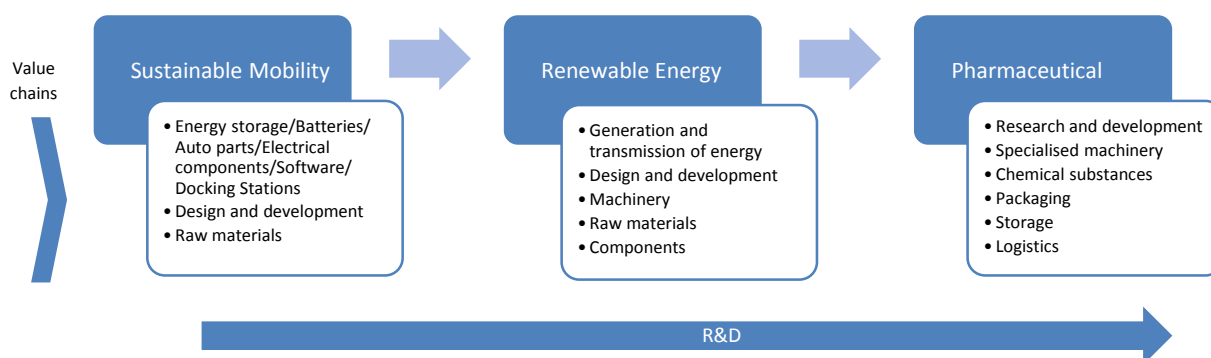 Value
chains
Sustainable Mobility
• Energy storage/Batteries/
Auto parts/Electrical
components/Software/
Docking Stations
• Design and development
• Raw materials
Renewable Energy
• Generation and
transmission of energy
• Design and development
• Machinery
• Raw materials
• Components
Pharmaceutical
• Research and development
• Specialised machinery
• Chemical substances
• Packaging
• Storage
• Logistics
R&D